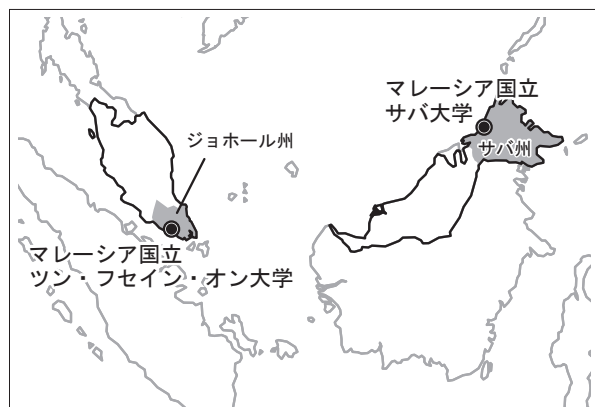 マレーシア国立
サバ大学
サバ州
ジョホール州
マレーシア国立
ツン・フセイン・オン大学